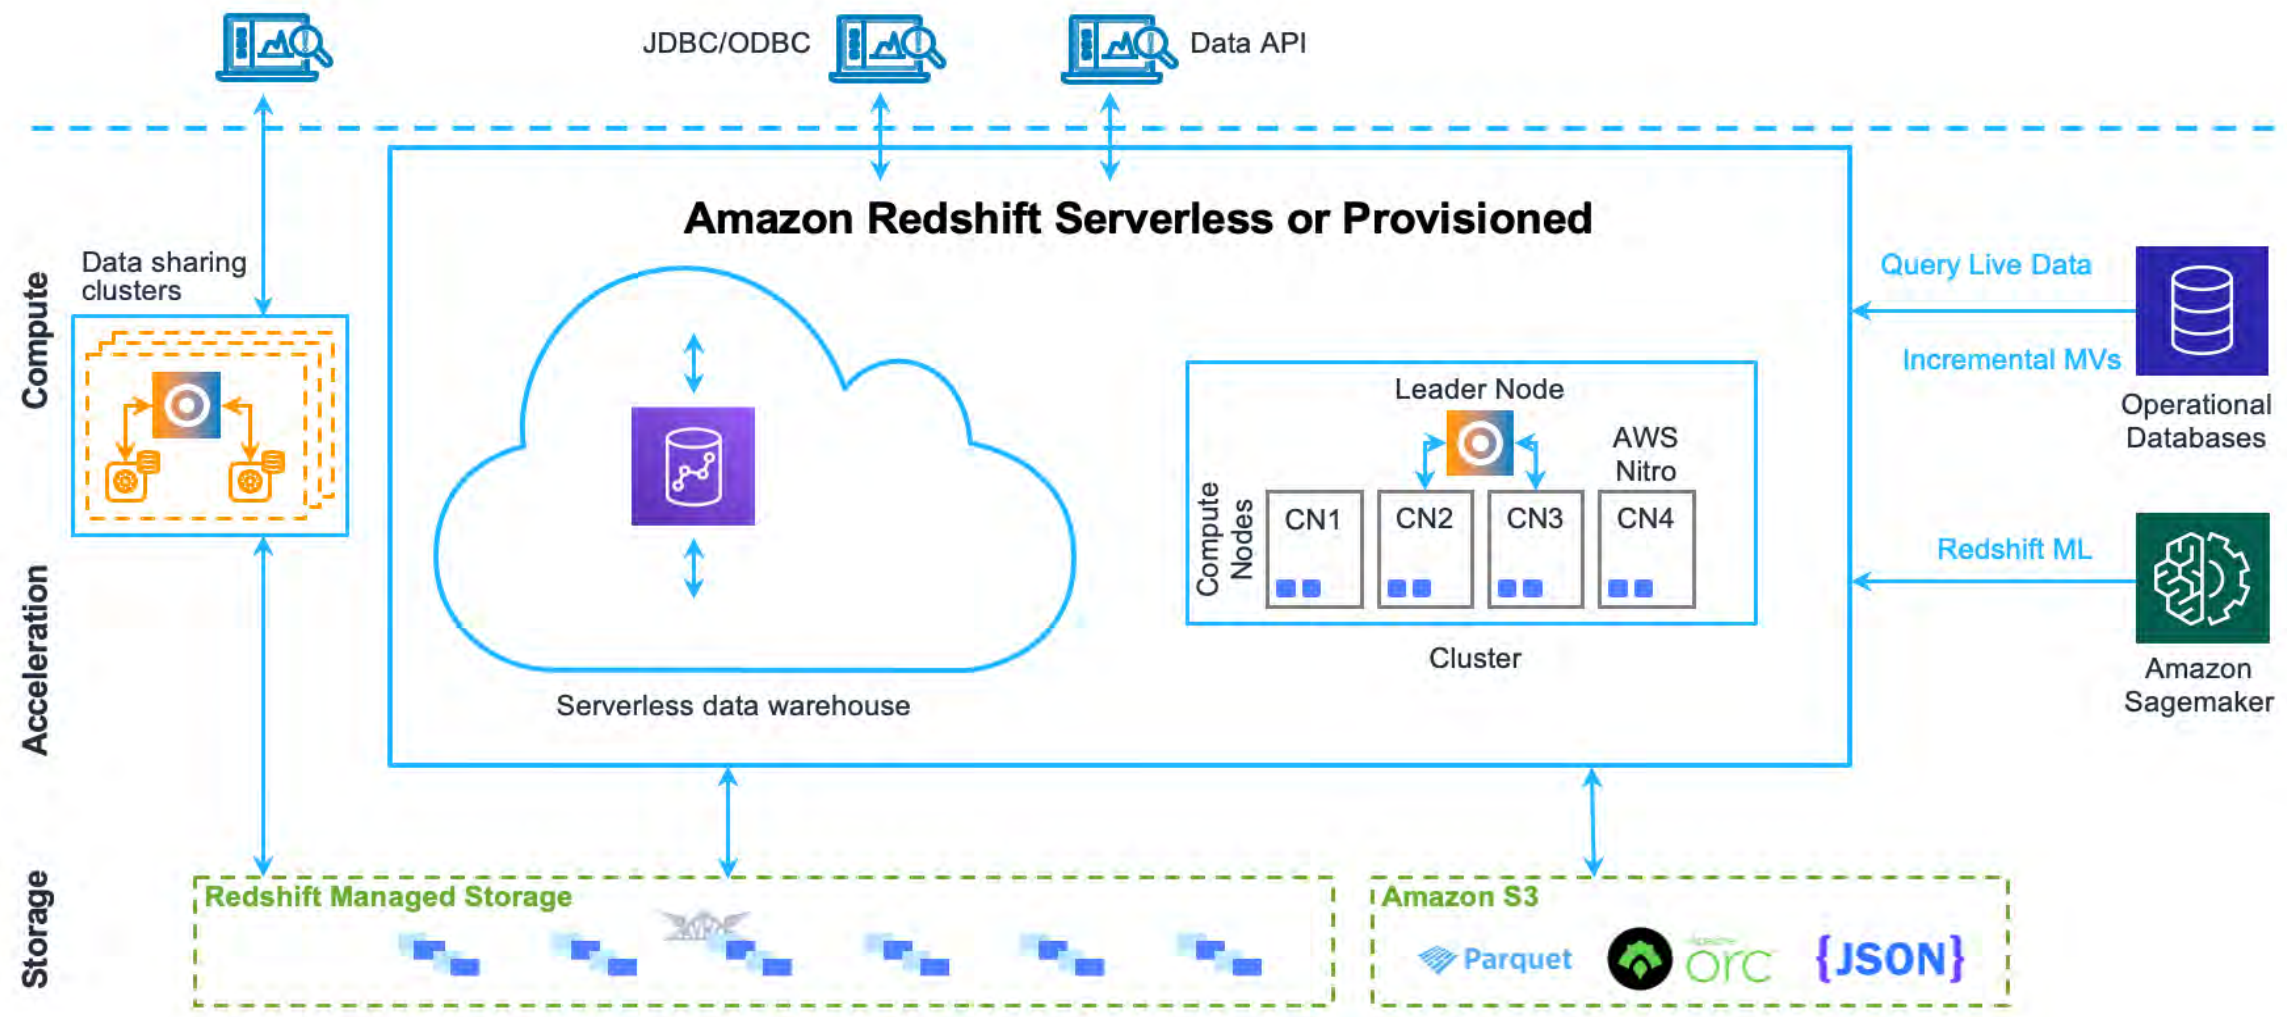 JDBC/ODBC
Data API
Amazon Redshift Serverless or Provisioned
Compute
Data sharing
clusters
Query Live Data
Incremental MVs
Operational
Databases
Leader Node
AWS
Nitro
Compute
Nodes
CN1
CN2
CN3
CN4
Cluster
Redshift ML
Amazon
Sagemaker
Acceleration
Serverless data warehouse
Storage
Redshift Managed Storage
Amazon S3
Parquet
orc
{JSON}